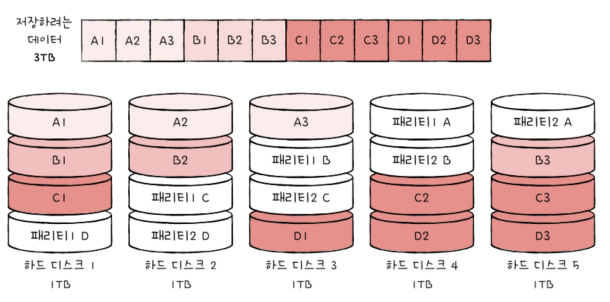 저장하려는
데이터
3TB
A1 A2 A3 B1 B2 B3 C1 C2 C3 D1 D2 D3
A1 A2 A3 패리티1 A 패리티2 A
B1 B2 패리티1 B 패리티2 B B3
C1 패리티1 C 패리티2 C C2 C3
패리티1 D 패리티2 D D1 D2 D3
하드 디스크 1 하드 디스크 2 하드 디스크 3 하드 디스크 4 하드 디스크 5
1TB 1TB 1TB 1TB 1TB